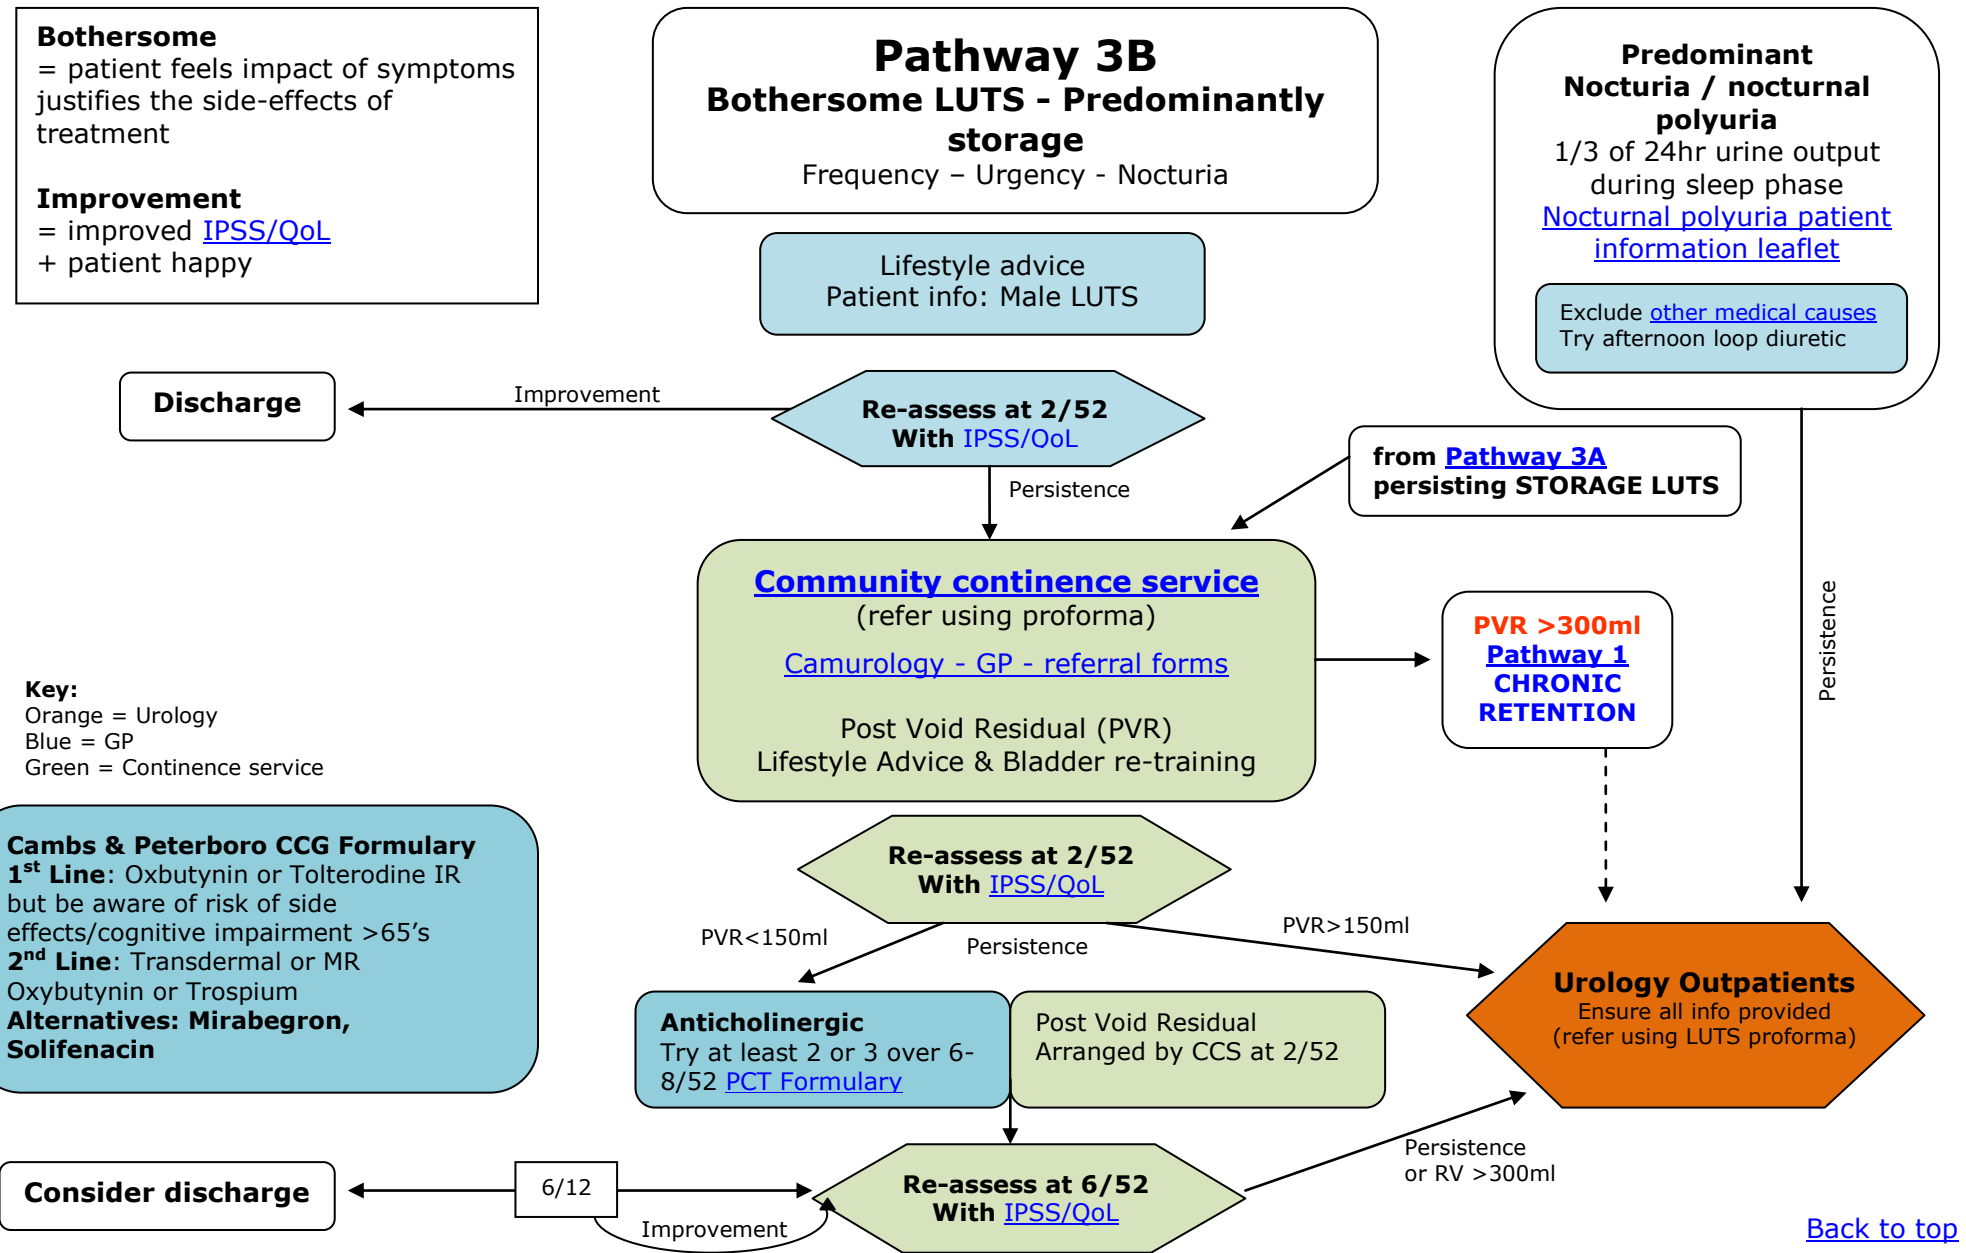 Bothersome
= patient feels impact of symptoms
justifies the side-effects of
treatment
Improvement
= improved IPSS/QoL
+ patient happy
Pathway 3B
Bothersome LUTS - Predominantly
storage
Frequency – Urgency - Nocturia
Predominant
Nocturia / nocturnal
polyuria
1/3 of 24hr urine output
during sleep phase
Nocturnal polyuria patient
information leaflet
Exclude other medical causes
Try afternoon loop diuretic
Lifestyle advice
Patient info: Male LUTS
Discharge
Improvement
Re-assess at 2/52
With IPSS/QoL
Persistence
from Pathway 3A
persisting STORAGE LUTS
Community continence service
(refer using proforma)
Camurology - GP - referral forms
Post Void Residual (PVR)
Lifestyle Advice & Bladder re-training
PVR >300ml
Pathway 1
CHRONIC
RETENTION
Persistence
Key:
Orange = Urology
Blue = GP
Green = Continence service
Cambs & Peterboro CCG Formulary
1st Line: Oxbutynin or Tolterodine IR
but be aware of risk of side
effects/cognitive impairment >65's
2nd Line: Transdermal or MR
Oxybutynin or Trospium
Alternatives: Mirabegron,
Solifenacin
Re-assess at 2/52
With IPSS/QoL
PVR<150ml
Persistence
PVR>150ml
Anticholinergic
Try at least 2 or 3 over 6-
8/52 PCT Formulary
Post Void Residual
Arranged by CCS at 2/52
Urology Outpatients
Ensure all info provided
(refer using LUTS proforma)
Persistence
or RV >300ml
Consider discharge
6/12
Improvement
Re-assess at 6/52
With IPSS/QoL
Back to top